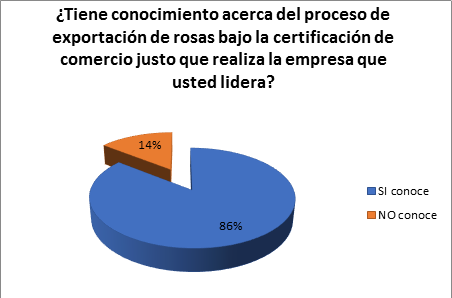 ¿Tiene conocimiento acerca del proceso de
exportación de rosas bajo la certificación de
comercio justo que realiza la empresa que
usted lidera?
14%
SI conoce
NO conoce
86%